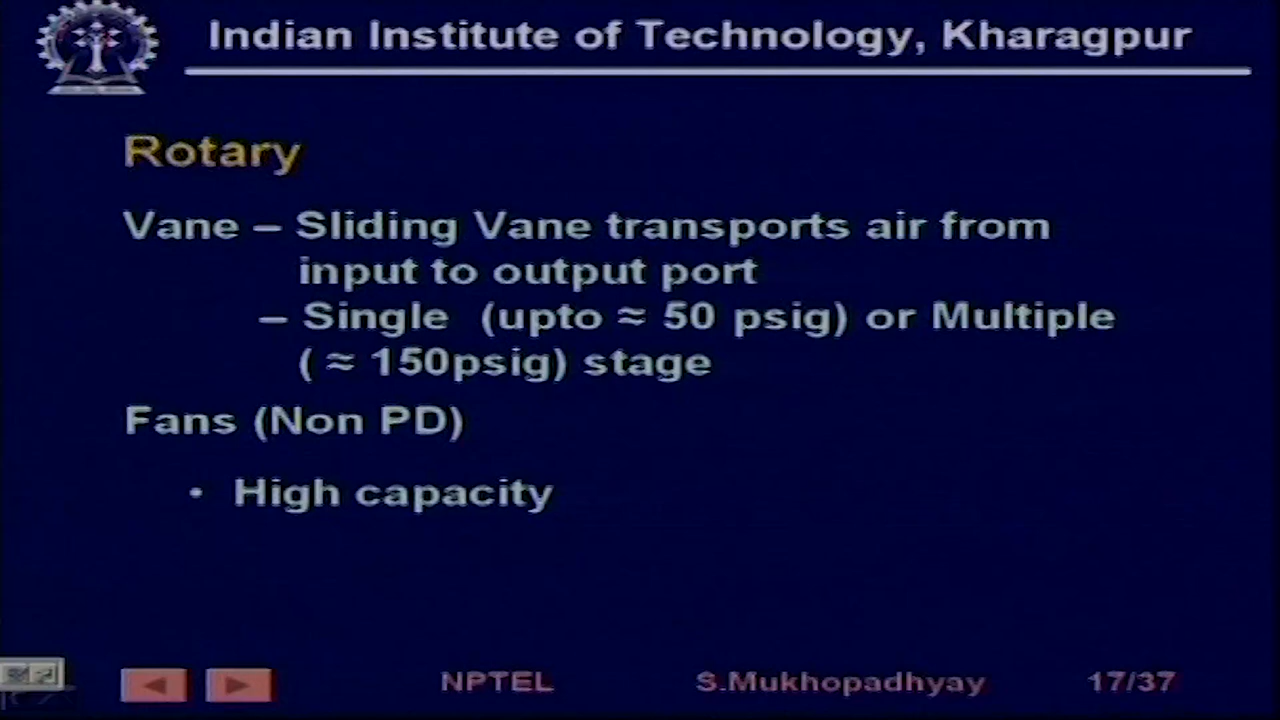 Indian Institute of Technology, Kharagpur
Rotary
Vane – Sliding Vane transports air from
input to output port
– Single (upto ≈ 50 psig) or Multiple
( ≈ 150psig) stage
Fans (Non PD)
• High capacity
NPTEL S.Mukhopadhyay 17/37